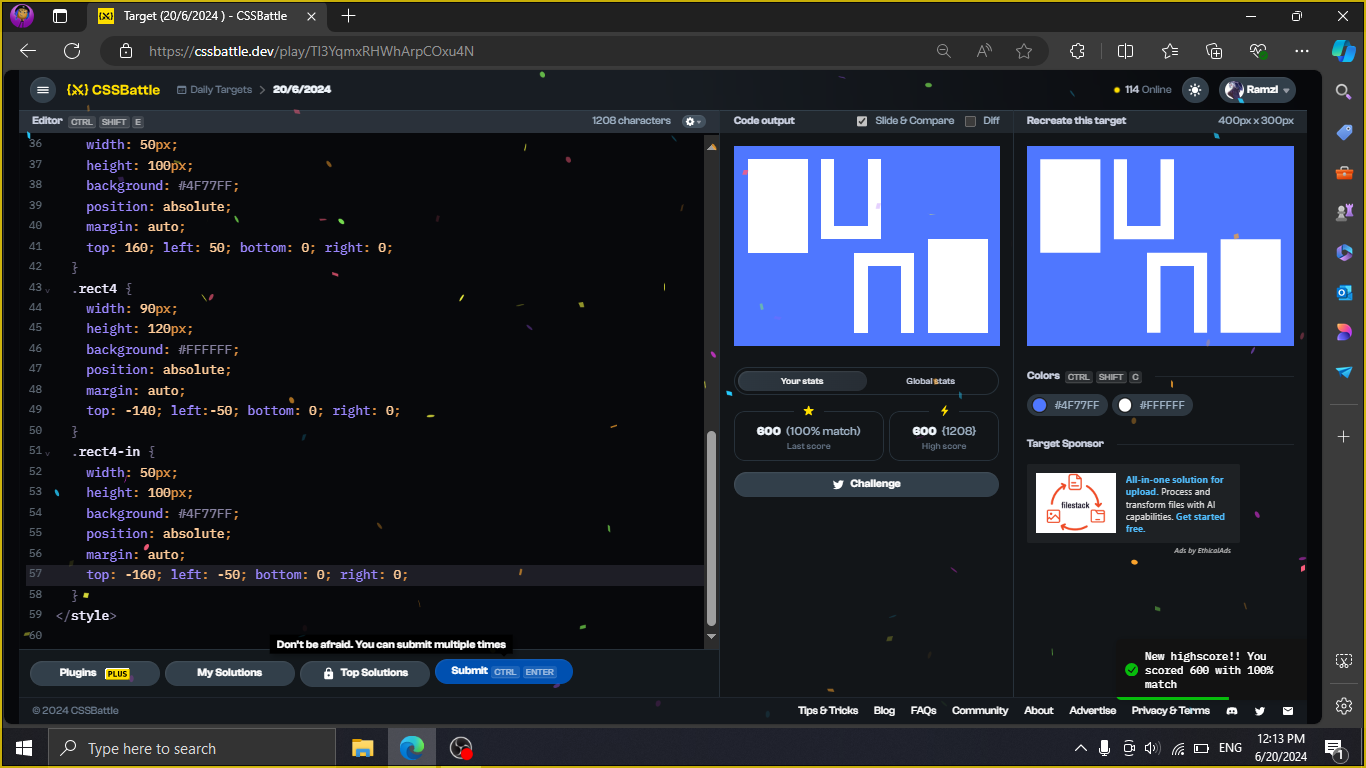 Target (20/6/2024 ) - CSSBattle
https://cssbattle.dev/play/TI3YqmxRHWhArpCOxu4N
{X} CSSBattle
Daily Targets > 20/6/2024
114 Online
Ramzi
Editor CTRL SHIFT E
1208 characters
Code output
Slide & Compare
Diff
Recreate this target
400px x 300px
36 width: 50px;
37 height: 100px;
38 background: #4F77FF;
39 position: absolute;
40 margin: auto;
41 top: 160; left: 50; bottom: 0; right: 0;
42 }
43 .rect4 {
44 width: 90px;
45 height: 120px;
46 background: #FFFFFF;
47 position: absolute;
48 margin: auto;
49 top: -140; left:-50; bottom: 0; right: 0;
50 }
51 .rect4-in {
52 width: 50px;
53 height: 100px;
54 background: #4F77FF;
55 position: absolute;
56 margin: auto;
57 top: -160; left: -50; bottom: 0; right: 0;
58 }
59 </style>
60
Don't be afraid. You can submit multiple times
Plugins PLUS
My Solutions
Top Solutions
Submit CTRL ENTER
Your stats
Global stats
600 (100% match)
Last score
600 {1208}
High score
Challenge
Colors CTRL SHIFT C
#4F77FF
#FFFFFF
Target Sponsor
filestack
All-in-one solution for
upload. Process and
transform files with AI
capabilities. Get started
free.
Ads by EthicalAds
New highscore!! You
scored 600 with 100%
match
© 2024 CSSBattle
Tips & Tricks
Blog
FAQs
Community
About
Advertise
Privacy & Terms
Type here to search
ENG
12:13 PM
6/20/2024
1